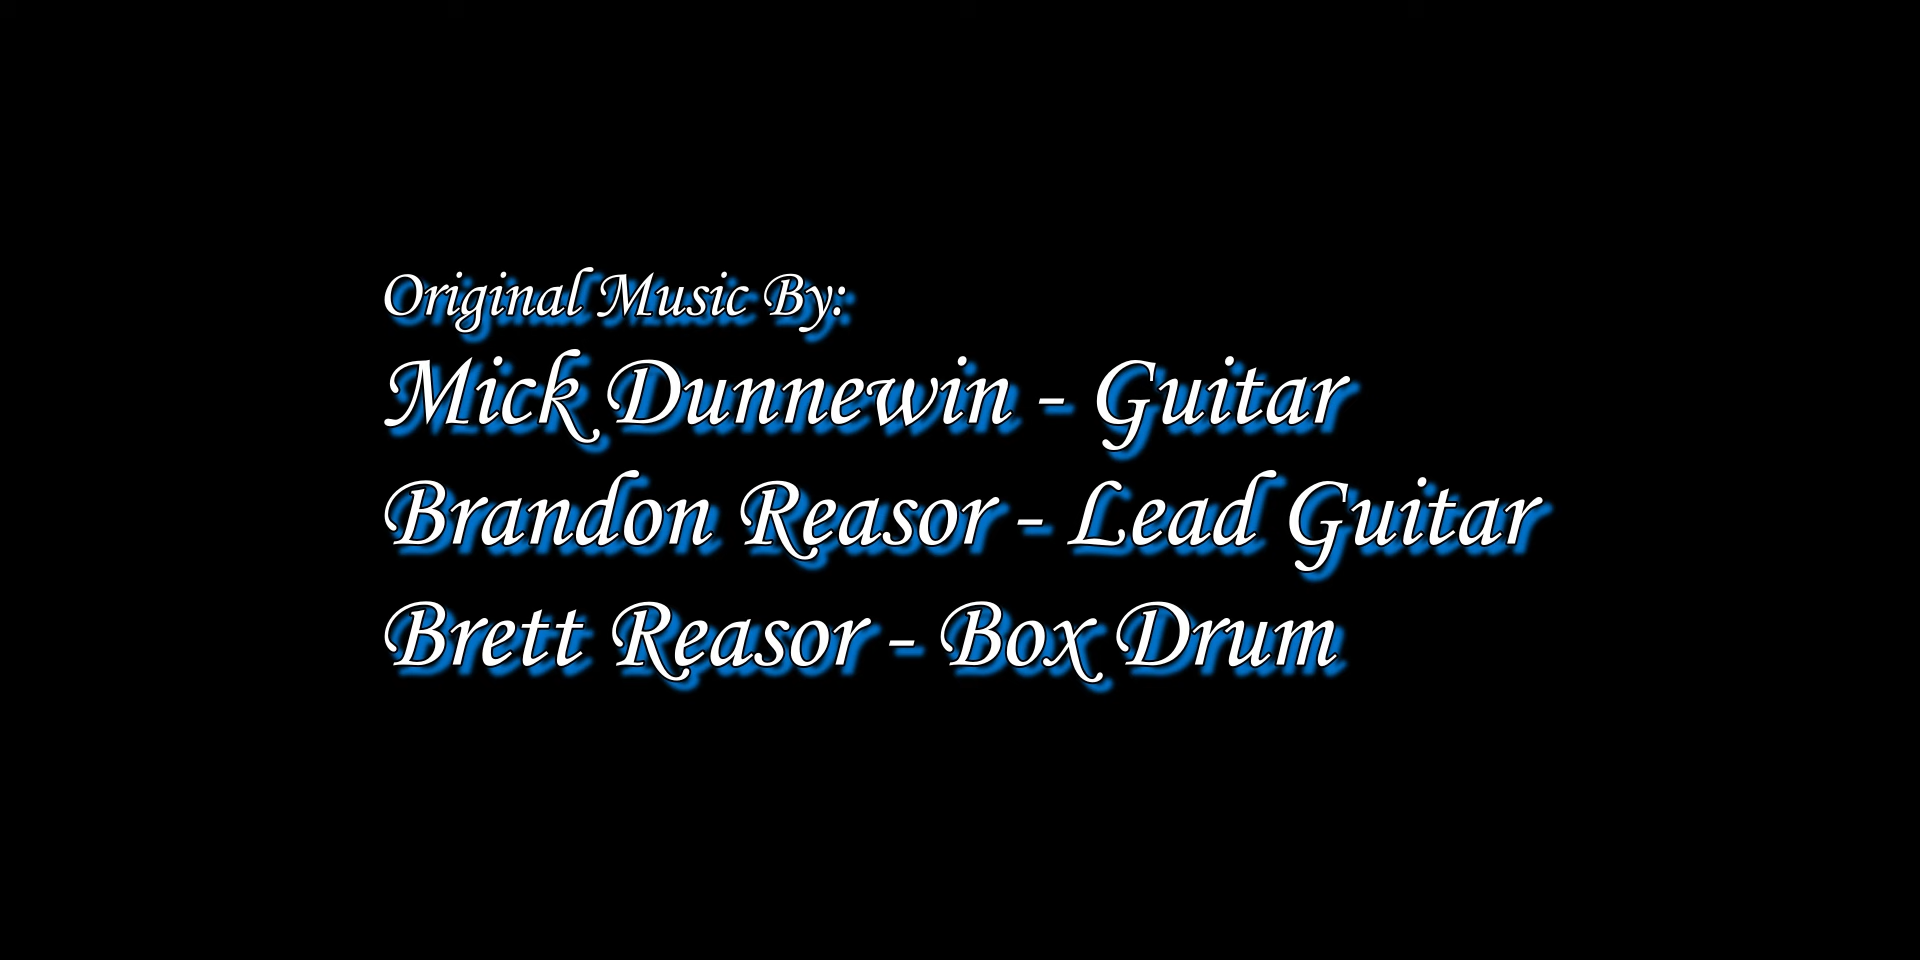 Original Music By:
Mick Dunnewin - Guitar
Brandon Reasor - Lead Guitar
Brett Reasor - Box Drum